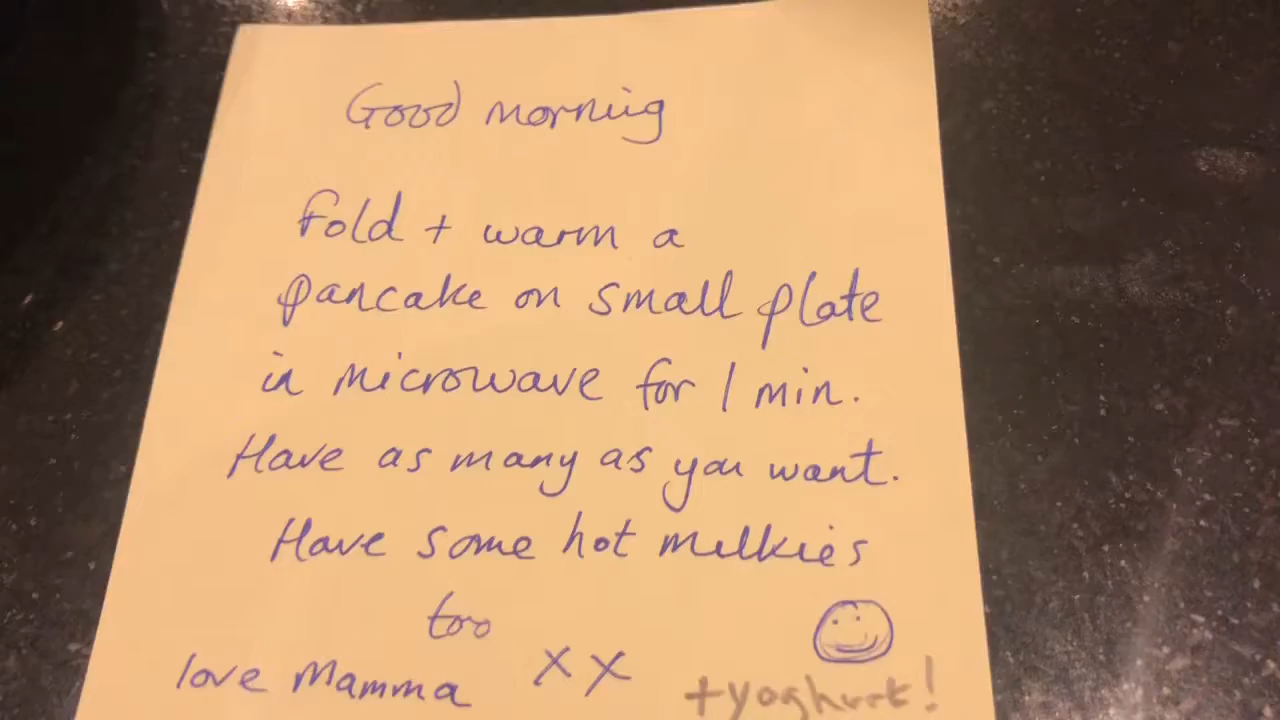 Good morning
Fold + warm a
pancake on small plate
in microwave for 1 min.
Have as many as you want.
Have some hot milkies
too
love Mamma XX
+yoghurt!